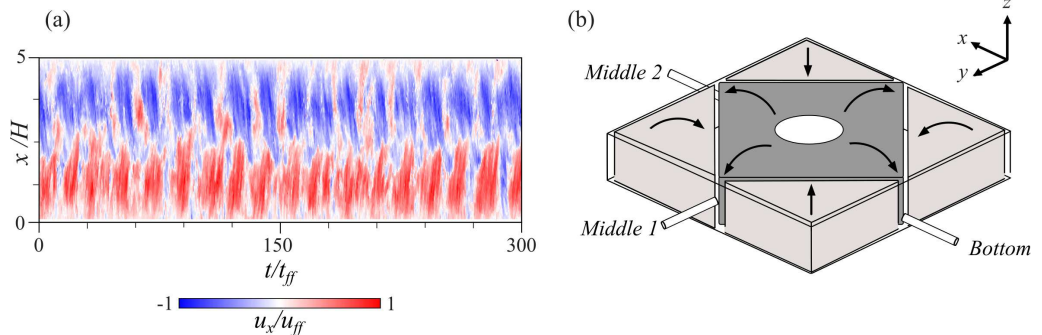 (a)
5
x/H
0
0
150
300
t/t_ff
-1
1
u_x/u_ff
(b)
z
x
y
Middle 2
Middle 1
Bottom